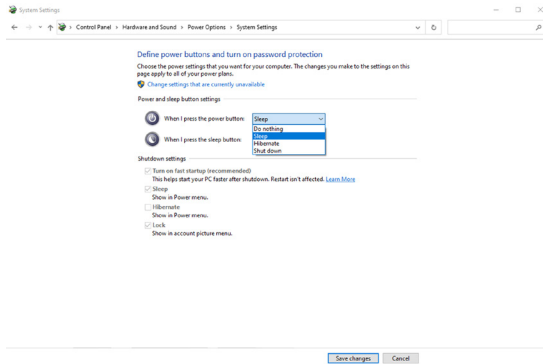 System Settings
Control Panel > Hardware and Sound > Power Options > System Settings
Define power buttons and turn on password protection
Choose the power settings that you want for your computer. The changes you make to the settings on this
page apply to all of your power plans.
Change settings that are currently unavailable
Power and sleep button settings
When I press the power button: Sleep
Do nothing
Sleep
When I press the sleep button: Hibernate
Shut down
Shutdown settings
Turn on fast startup (recommended)
This helps start your PC faster after shutdown. Restart isn't affected. Learn More
Sleep
Show in Power menu.
Hibernate
Show in Power menu.
Lock
Show in account picture menu.
Save changes Cancel